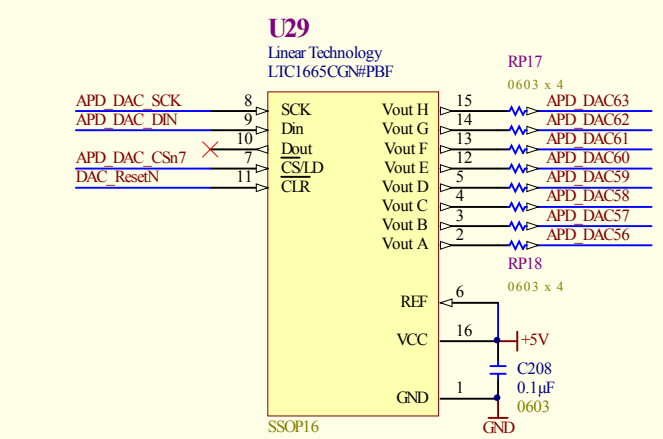 U29
Linear Technology
LTC1665CGN#PBF
RP17
0603 x 4
APD_DAC_SCK 8 SCK Vout H 15 APD_DAC63
APD_DAC_DIN 9 Din Vout G 14 APD_DAC62
10 Dout Vout F 13 APD_DAC61
APD_DAC_CSn7 7 CS/LD Vout E 12 APD_DAC60
DAC_ResetN 11 CLR Vout D 5 APD_DAC59
Vout C 4 APD_DAC58
Vout B 3 APD_DAC57
Vout A 2 APD_DAC56
RP18
0603 x 4
REF 6
VCC 16 +5V
C208
0.1µF
GND 1 0603
SSOP16 GND